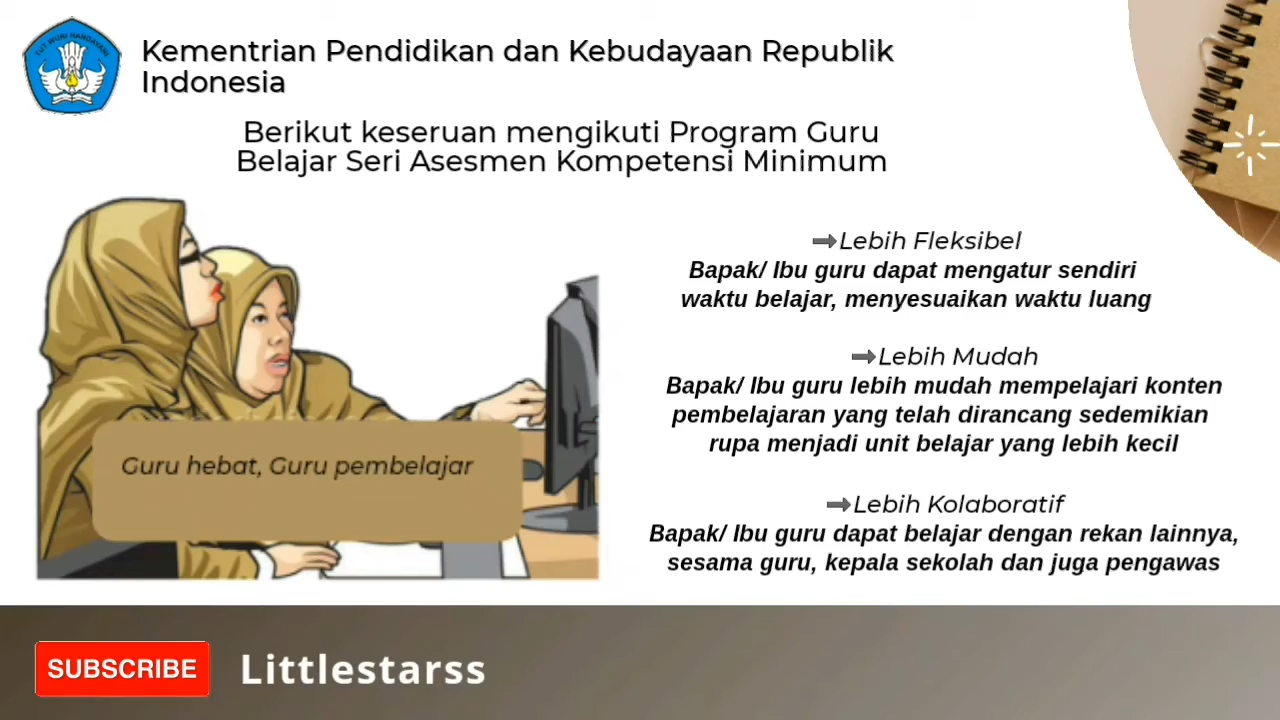 TUT WURI HANDAYANI
Kementrian Pendidikan dan Kebudayaan Republik
Indonesia
Berikut keseruan mengikuti Program Guru
Belajar Seri Asesmen Kompetensi Minimum
Guru hebat, Guru pembelajar
➡Lebih Fleksibel
Bapak/ Ibu guru dapat mengatur sendiri
waktu belajar, menyesuaikan waktu luang
➡Lebih Mudah
Bapak/ Ibu guru lebih mudah mempelajari konten
pembelajaran yang telah dirancang sedemikian
rupa menjadi unit belajar yang lebih kecil
➡Lebih Kolaboratif
Bapak/ Ibu guru dapat belajar dengan rekan lainnya,
sesama guru, kepala sekolah dan juga pengawas
SUBSCRIBE
Littlestarss